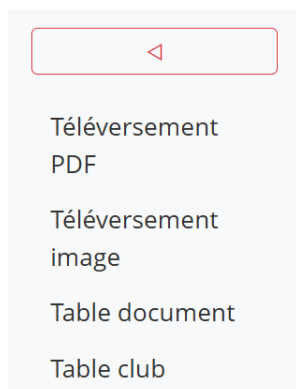 Téléversement
PDF
Téléversement
image
Table document
Table club